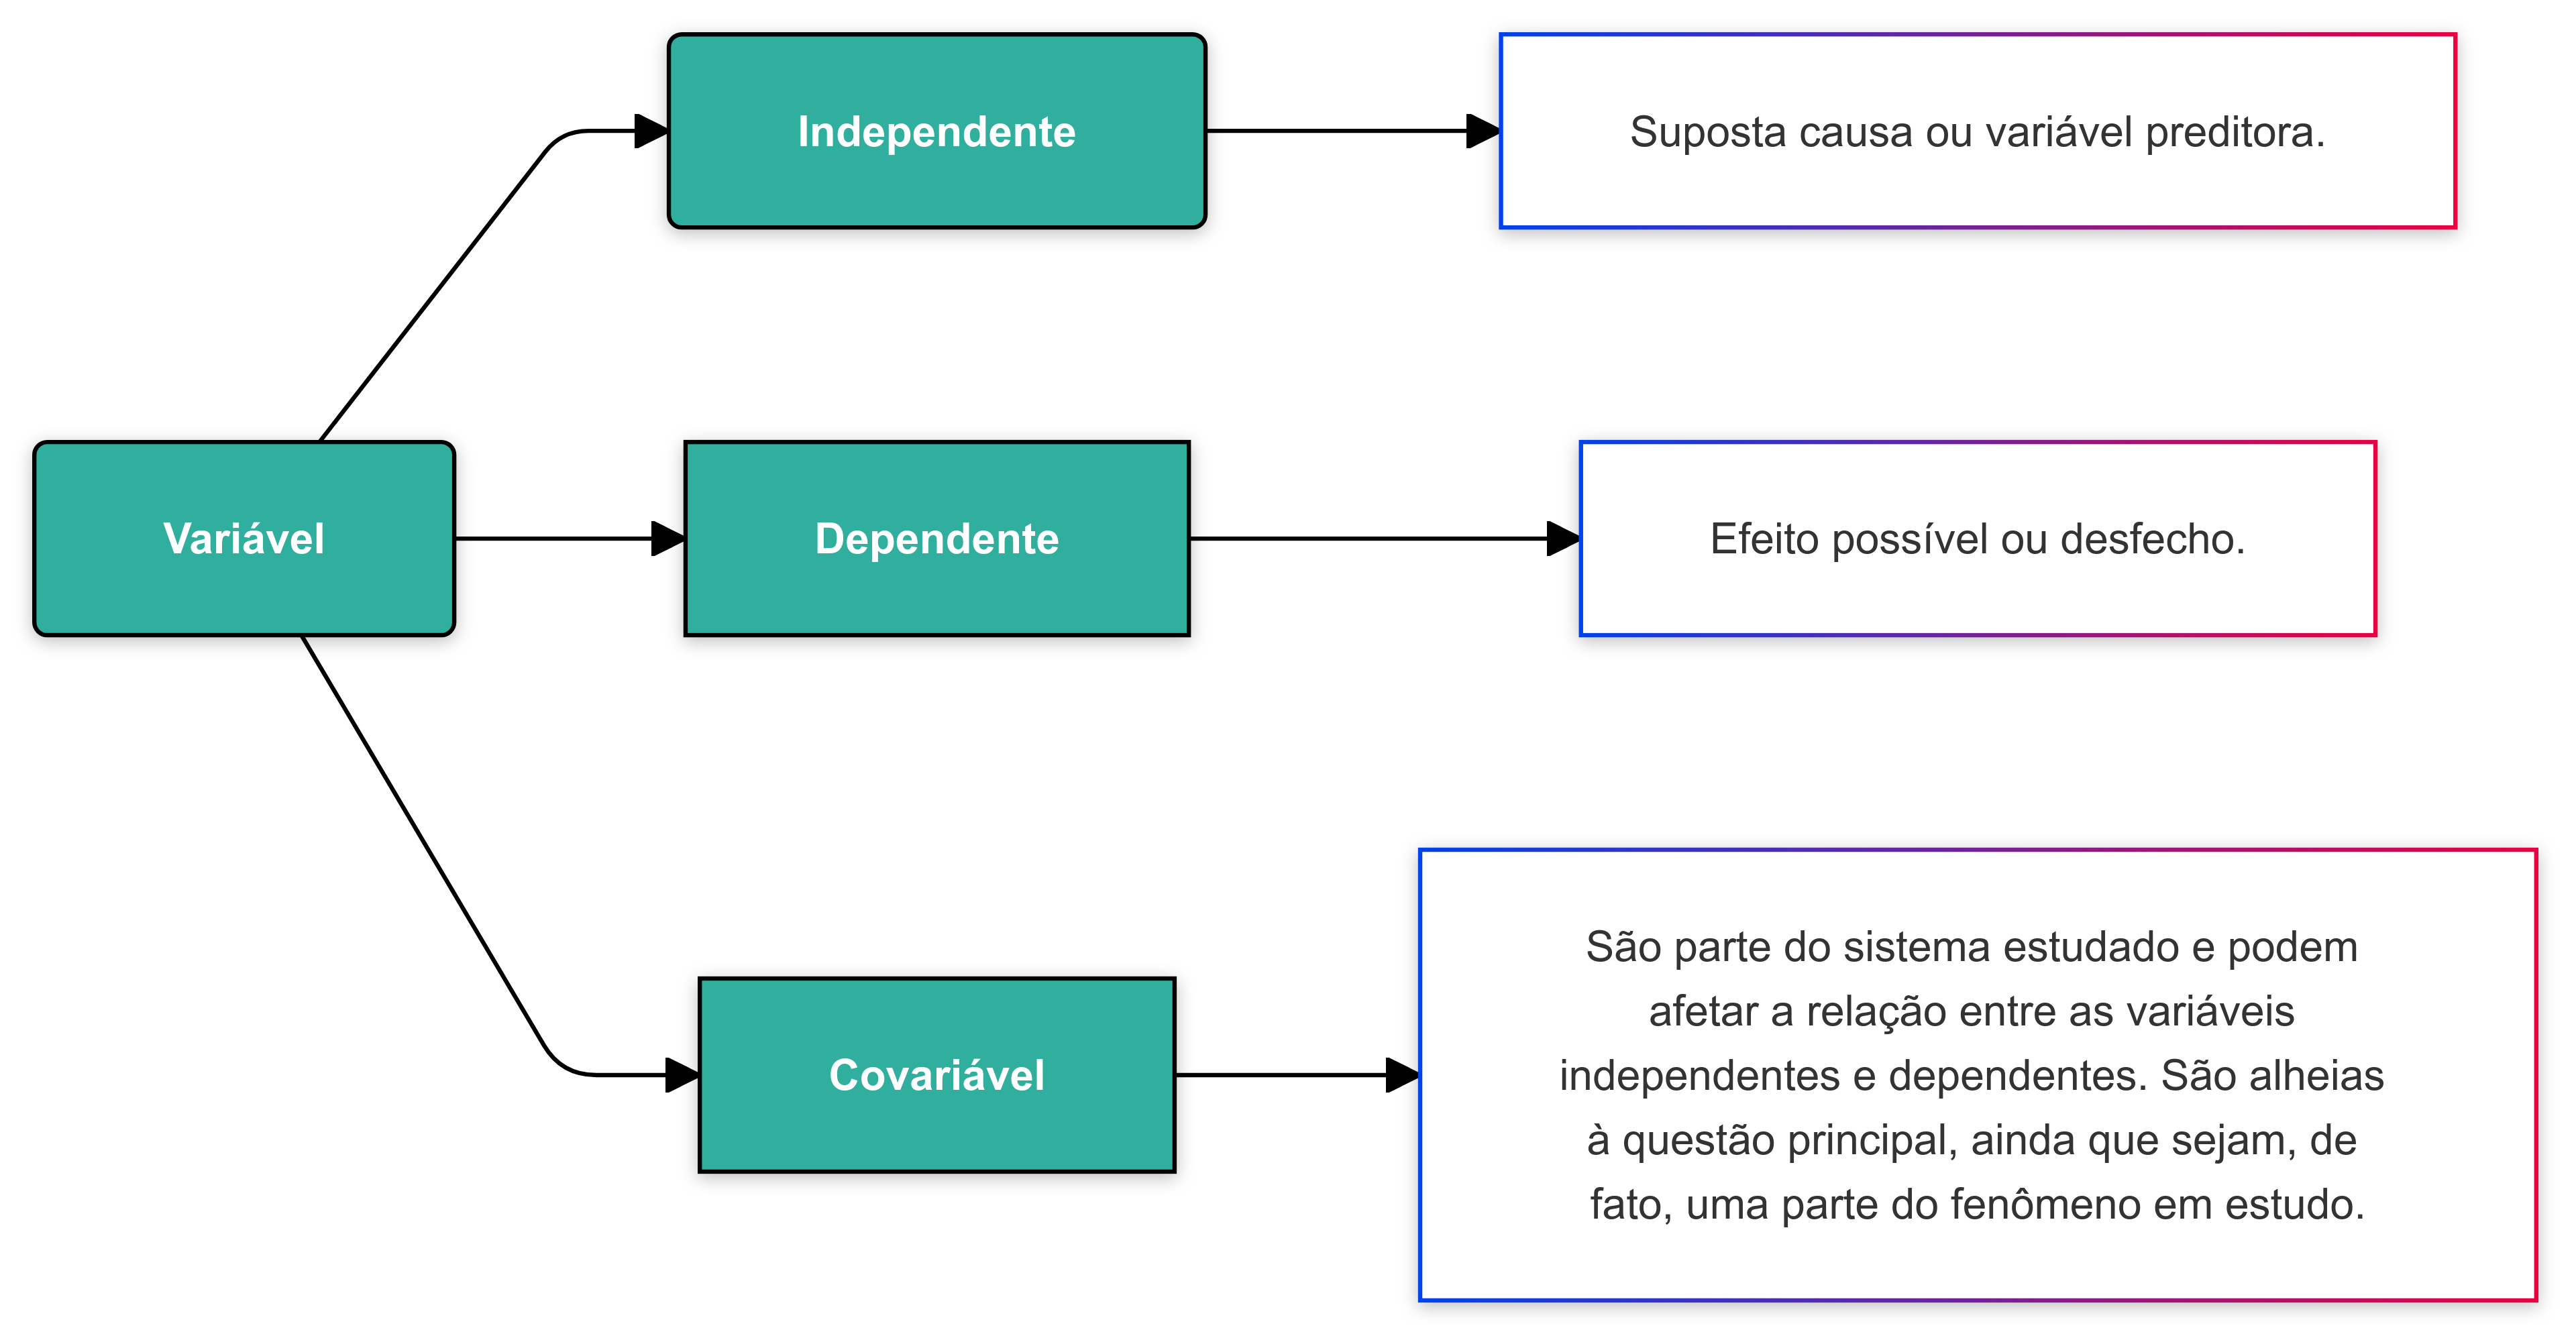 Independente
Suposta causa ou variável preditora.
Variável
Dependente
Efeito possível ou desfecho.
Covariável
São parte do sistema estudado e podem
afetar a relação entre as variáveis
independentes e dependentes. São alheias
à questão principal, ainda que sejam, de
fato, uma parte do fenômeno em estudo.